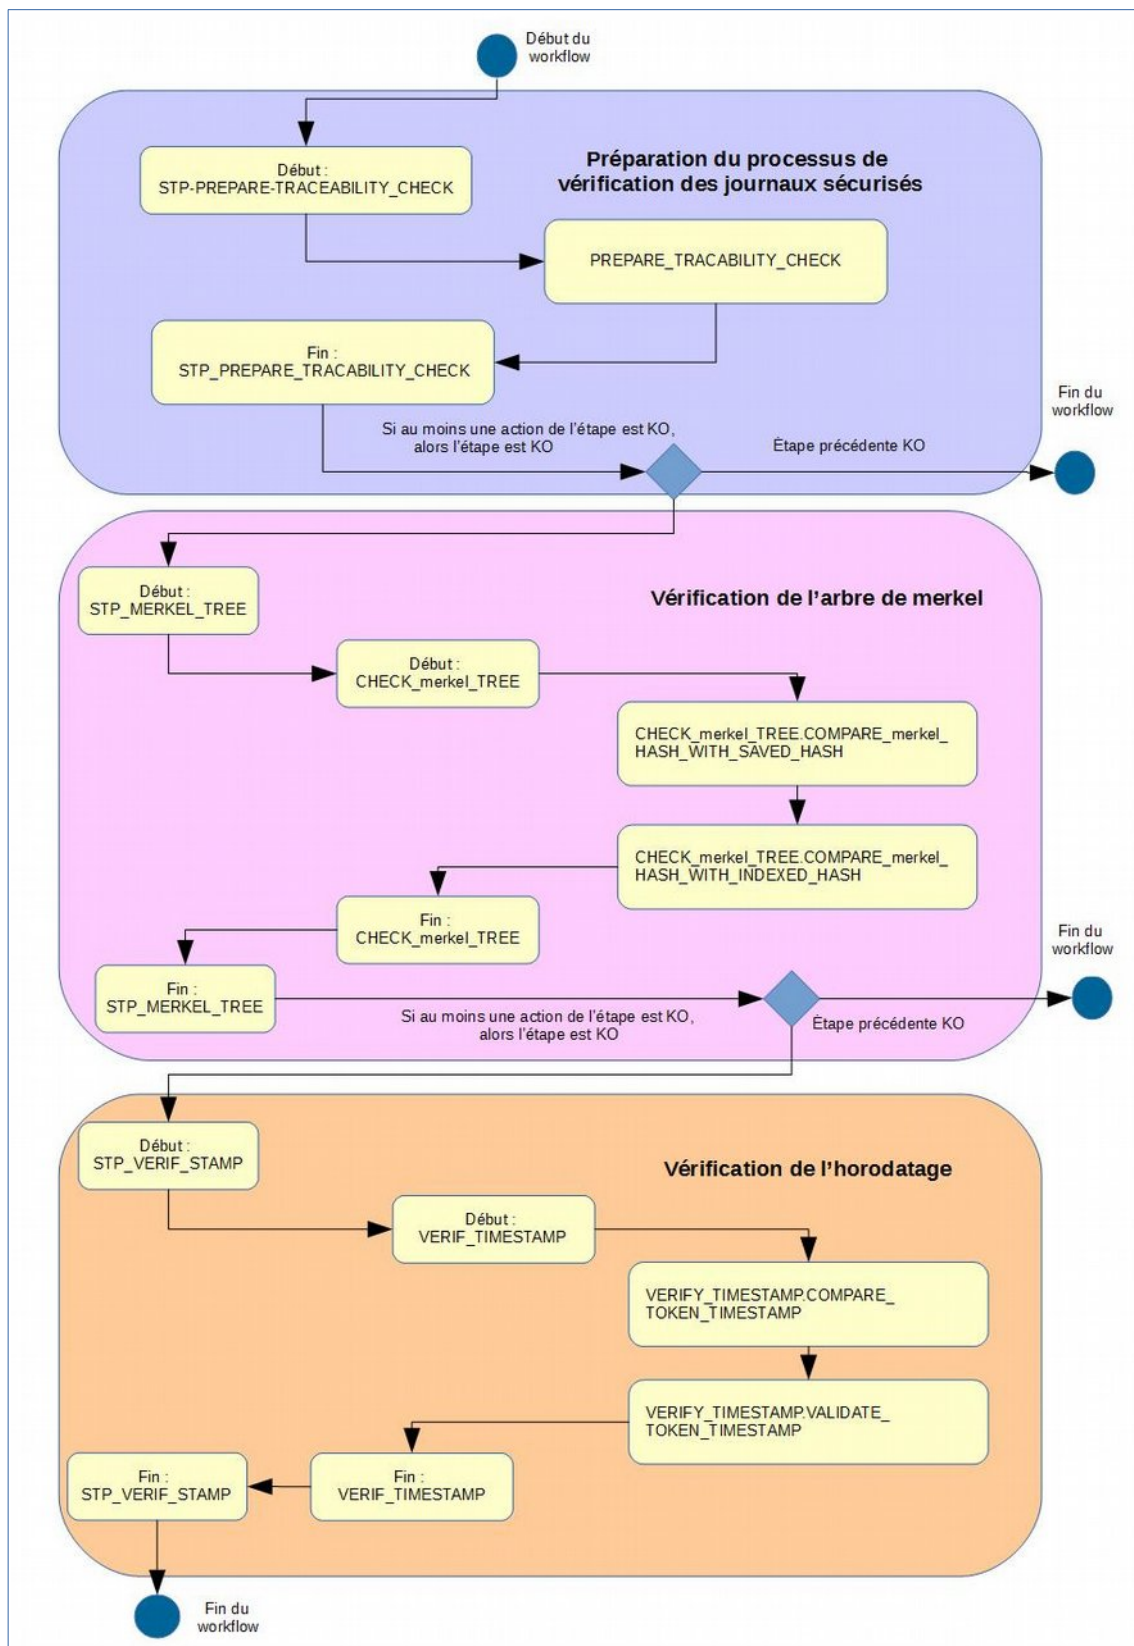 Début du
workflow
Préparation du processus de
vérification des journaux sécurisés
Début :
STP-PREPARE-TRACEABILITY_CHECK
PREPARE_TRACABILITY_CHECK
Fin :
STP_PREPARE_TRACABILITY_CHECK
Fin du
workflow
Si au moins une action de l'étape est KO,
alors l'étape est KO
Étape précédente KO
Début :
STP_MERKEL_TREE
Vérification de l'arbre de merkel
Début :
CHECK_merkel_TREE
CHECK_merkel_TREE.COMPARE_merkel_
HASH_WITH_SAVED_HASH
CHECK_merkel_TREE.COMPARE_merkel_
HASH_WITH_INDEXED_HASH
Fin :
CHECK_merkel_TREE
Fin du
workflow
Fin :
STP_MERKEL_TREE
Si au moins une action de l'étape est KO,
alors l'étape est KO
Étape précédente KO
Début :
STP_VERIF_STAMP
Vérification de l'horodatage
Début :
VERIF_TIMESTAMP
VERIFY_TIMESTAMP.COMPARE_
TOKEN_TIMESTAMP
VERIFY_TIMESTAMP.VALIDATE_
TOKEN_TIMESTAMP
Fin :
STP_VERIF_STAMP
Fin :
VERIF_TIMESTAMP
Fin du
workflow